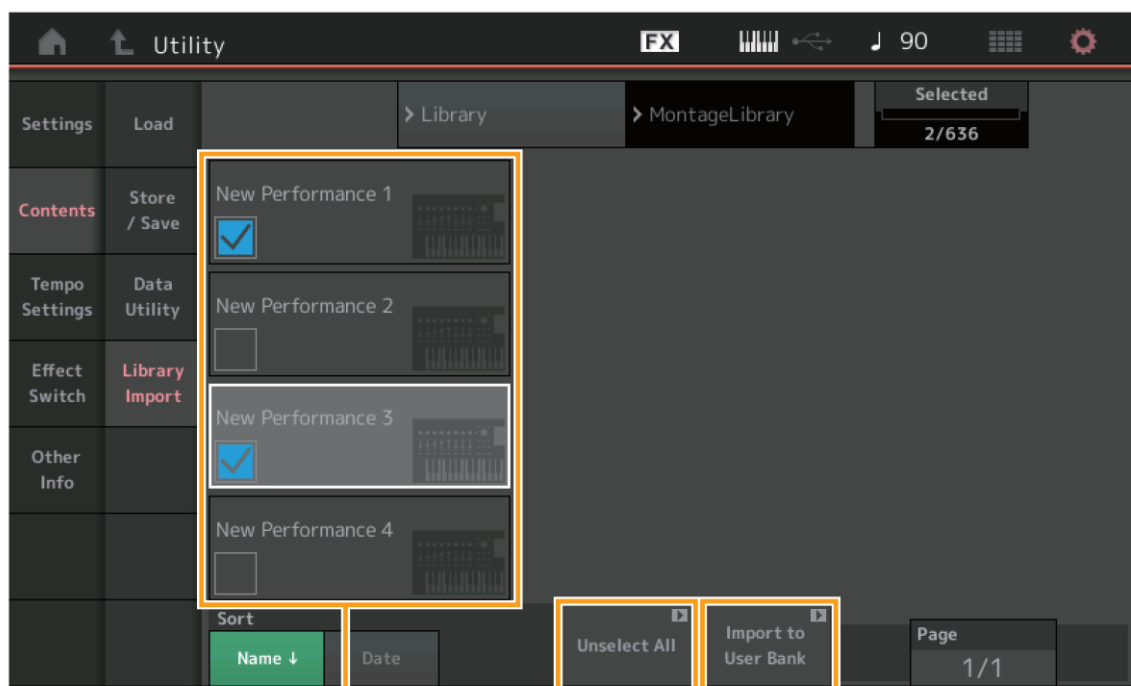 Utility
FX
90
Settings
Load
> Library
> MontageLibrary
Selected
2/636
Contents
Store
/ Save
New Performance 1
Tempo
Settings
Data
Utility
New Performance 2
Effect
Switch
Library
Import
New Performance 3
Other
Info
New Performance 4
Sort
Name ↓
Date
Unselect All
Import to
User Bank
Page
1/1